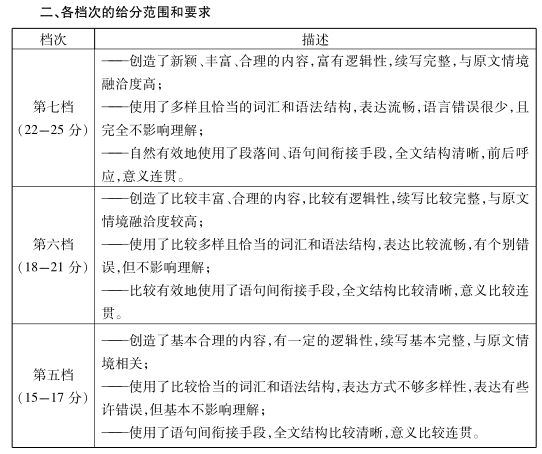 二、各档次的给分范围和要求
档次
描述
第七档
（22—25 分）
——创造了新颖、丰富、合理的内容，富有逻辑性，续写完整，与原文情境
融洽度高；
——使用了多样且恰当的词汇和语法结构，表达流畅，语言错误很少，且
完全不影响理解；
——自然有效地使用了段落间、语句间衔接手段，全文结构清晰，前后呼
应，意义连贯。
第六档
（18—21 分）
——创造了比较丰富、合理的内容，比较有逻辑性，续写比较完整，与原文
情境融洽度较高；
——使用了比较多样且恰当的词汇和语法结构，表达比较流畅，有个别错
误，但不影响理解；
——比较有效地使用了语句间衔接手段，全文结构比较清晰，意义比较连
贯。
第五档
（15—17 分）
——创造了基本合理的内容，有一定的逻辑性，续写基本完整，与原文情
境相关；
——使用了比较恰当的词汇和语法结构，表达方式不够多样性，表达有些
许错误，但基本不影响理解；
——使用了语句间衔接手段，全文结构比较清晰，意义比较连贯。